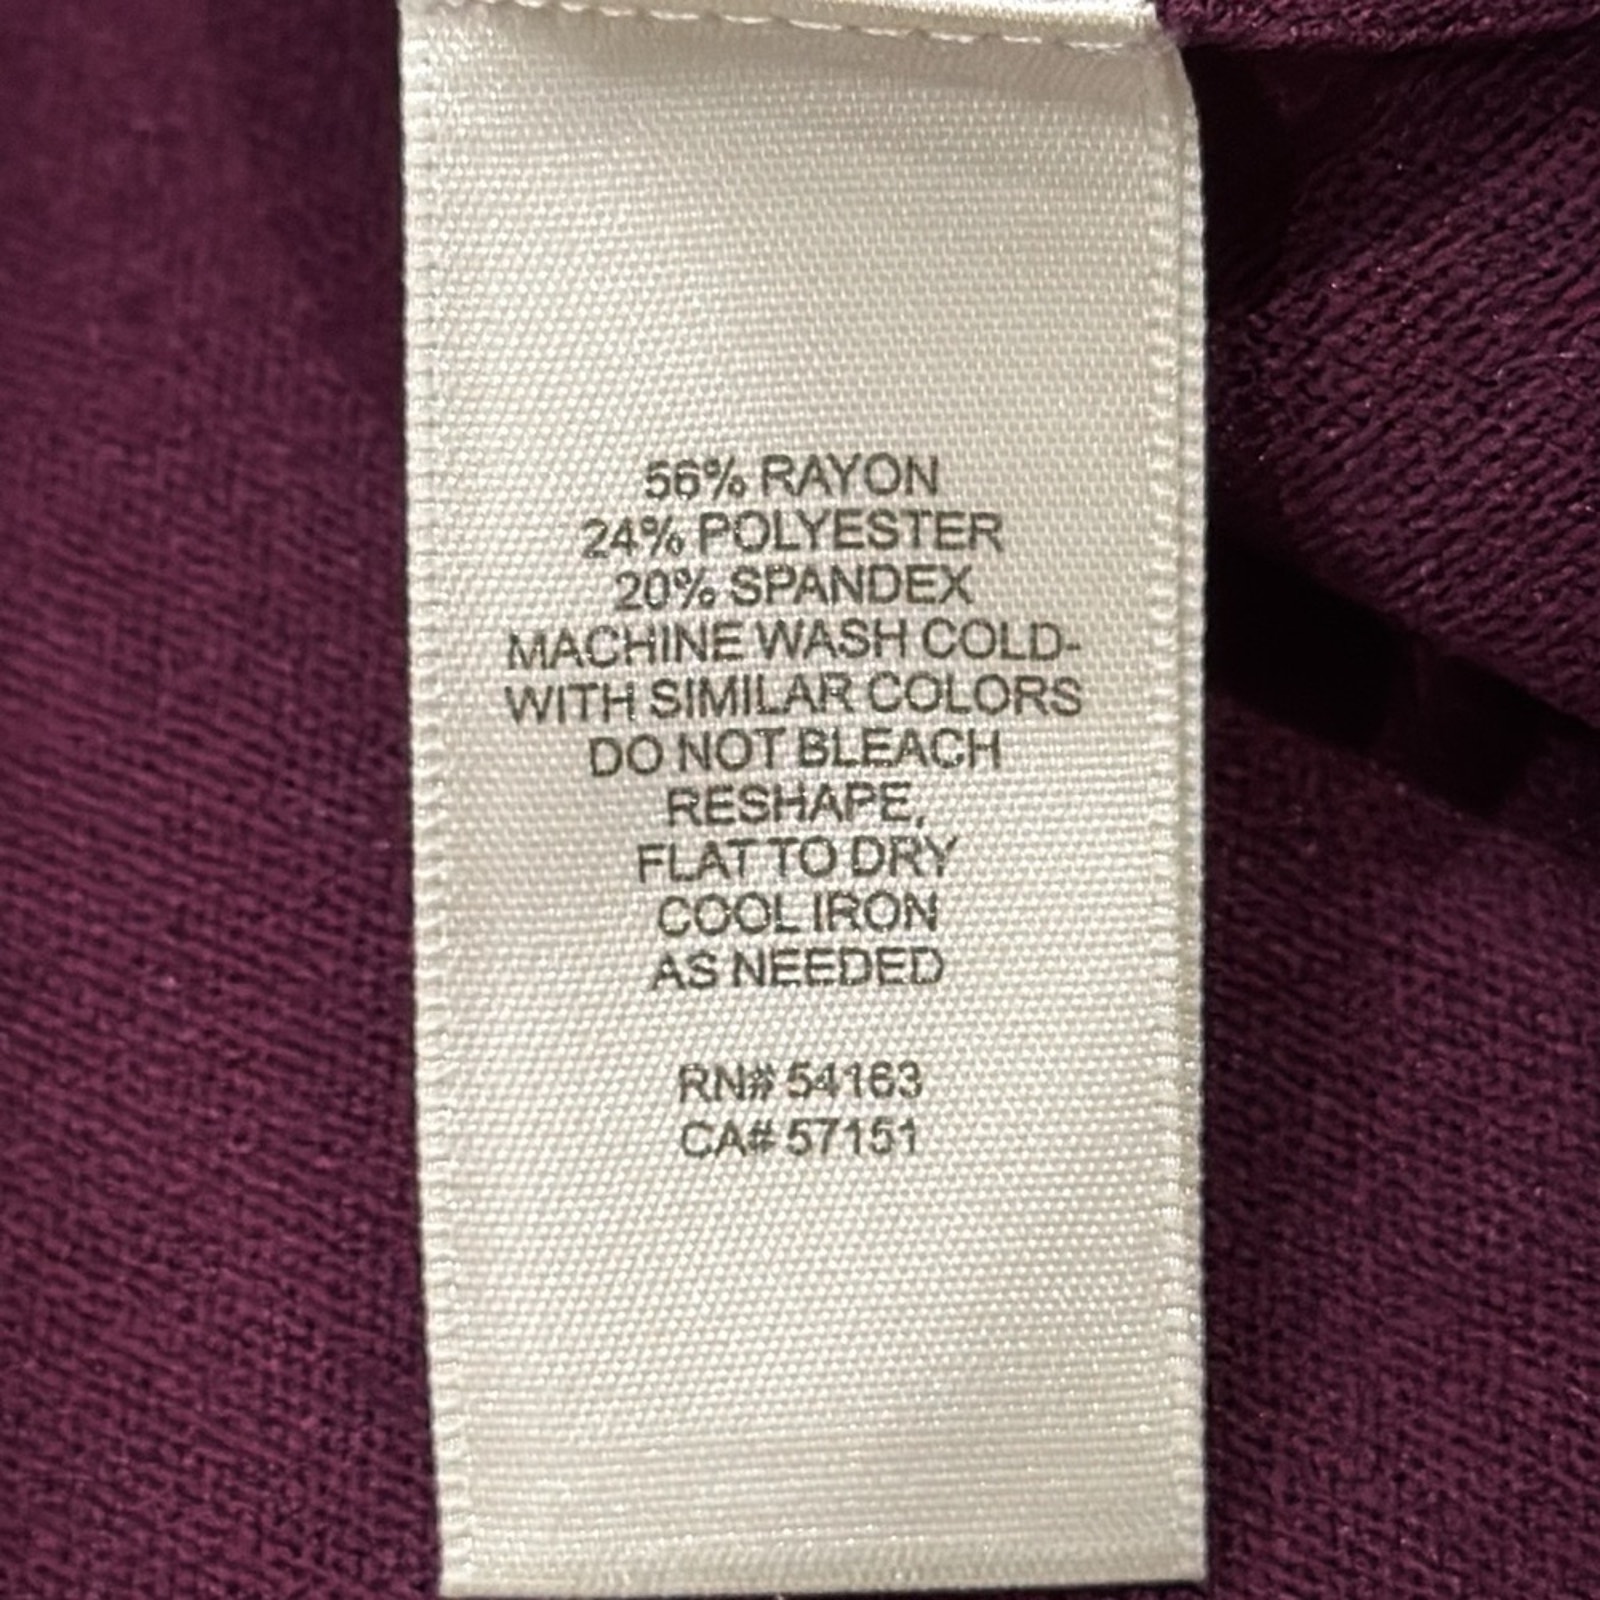 56% RAYON
24% POLYESTER
20% SPANDEX
MACHINE WASH COLD-
WITH SIMILAR COLORS
DO NOT BLEACH
RESHAPE,
FLAT TO DRY
COOL IRON
AS NEEDED
RN# 54163
CA# 57151